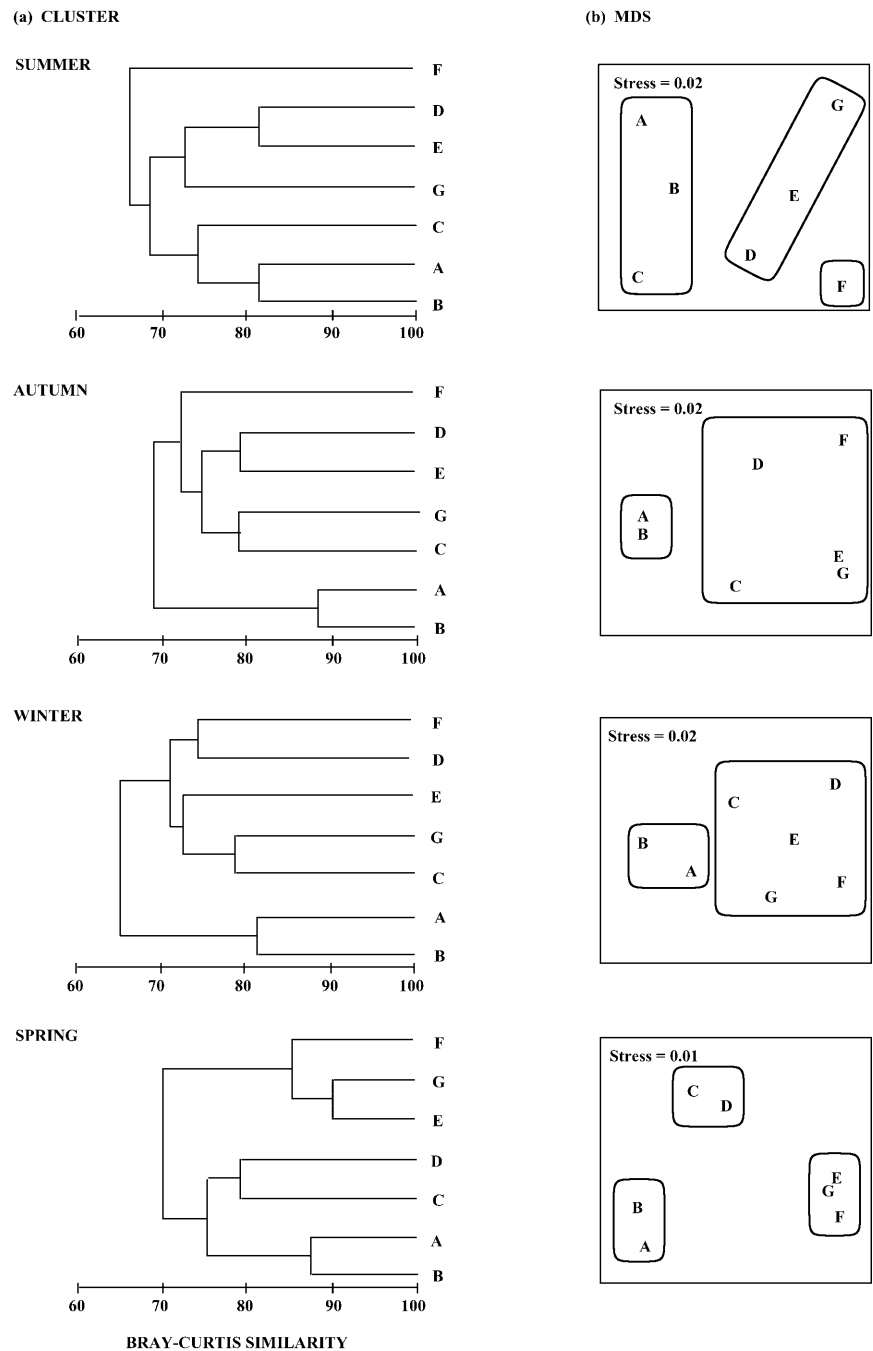 (a) CLUSTER
(b) MDS
SUMMER
F
D
E
G
C
A
B
60 70 80 90 100
Stress = 0.02
A
G
B
E
D
C
F
AUTUMN
F
D
E
G
C
A
B
60 70 80 90 100
Stress = 0.02
F
D
A
B
E
G
C
WINTER
F
D
E
G
C
A
B
60 70 80 90 100
Stress = 0.02
D
C
B
E
A
F
G
SPRING
F
G
E
D
C
A
B
60 70 80 90 100
BRAY-CURTIS SIMILARITY
Stress = 0.01
C
D
E
G
B
F
A